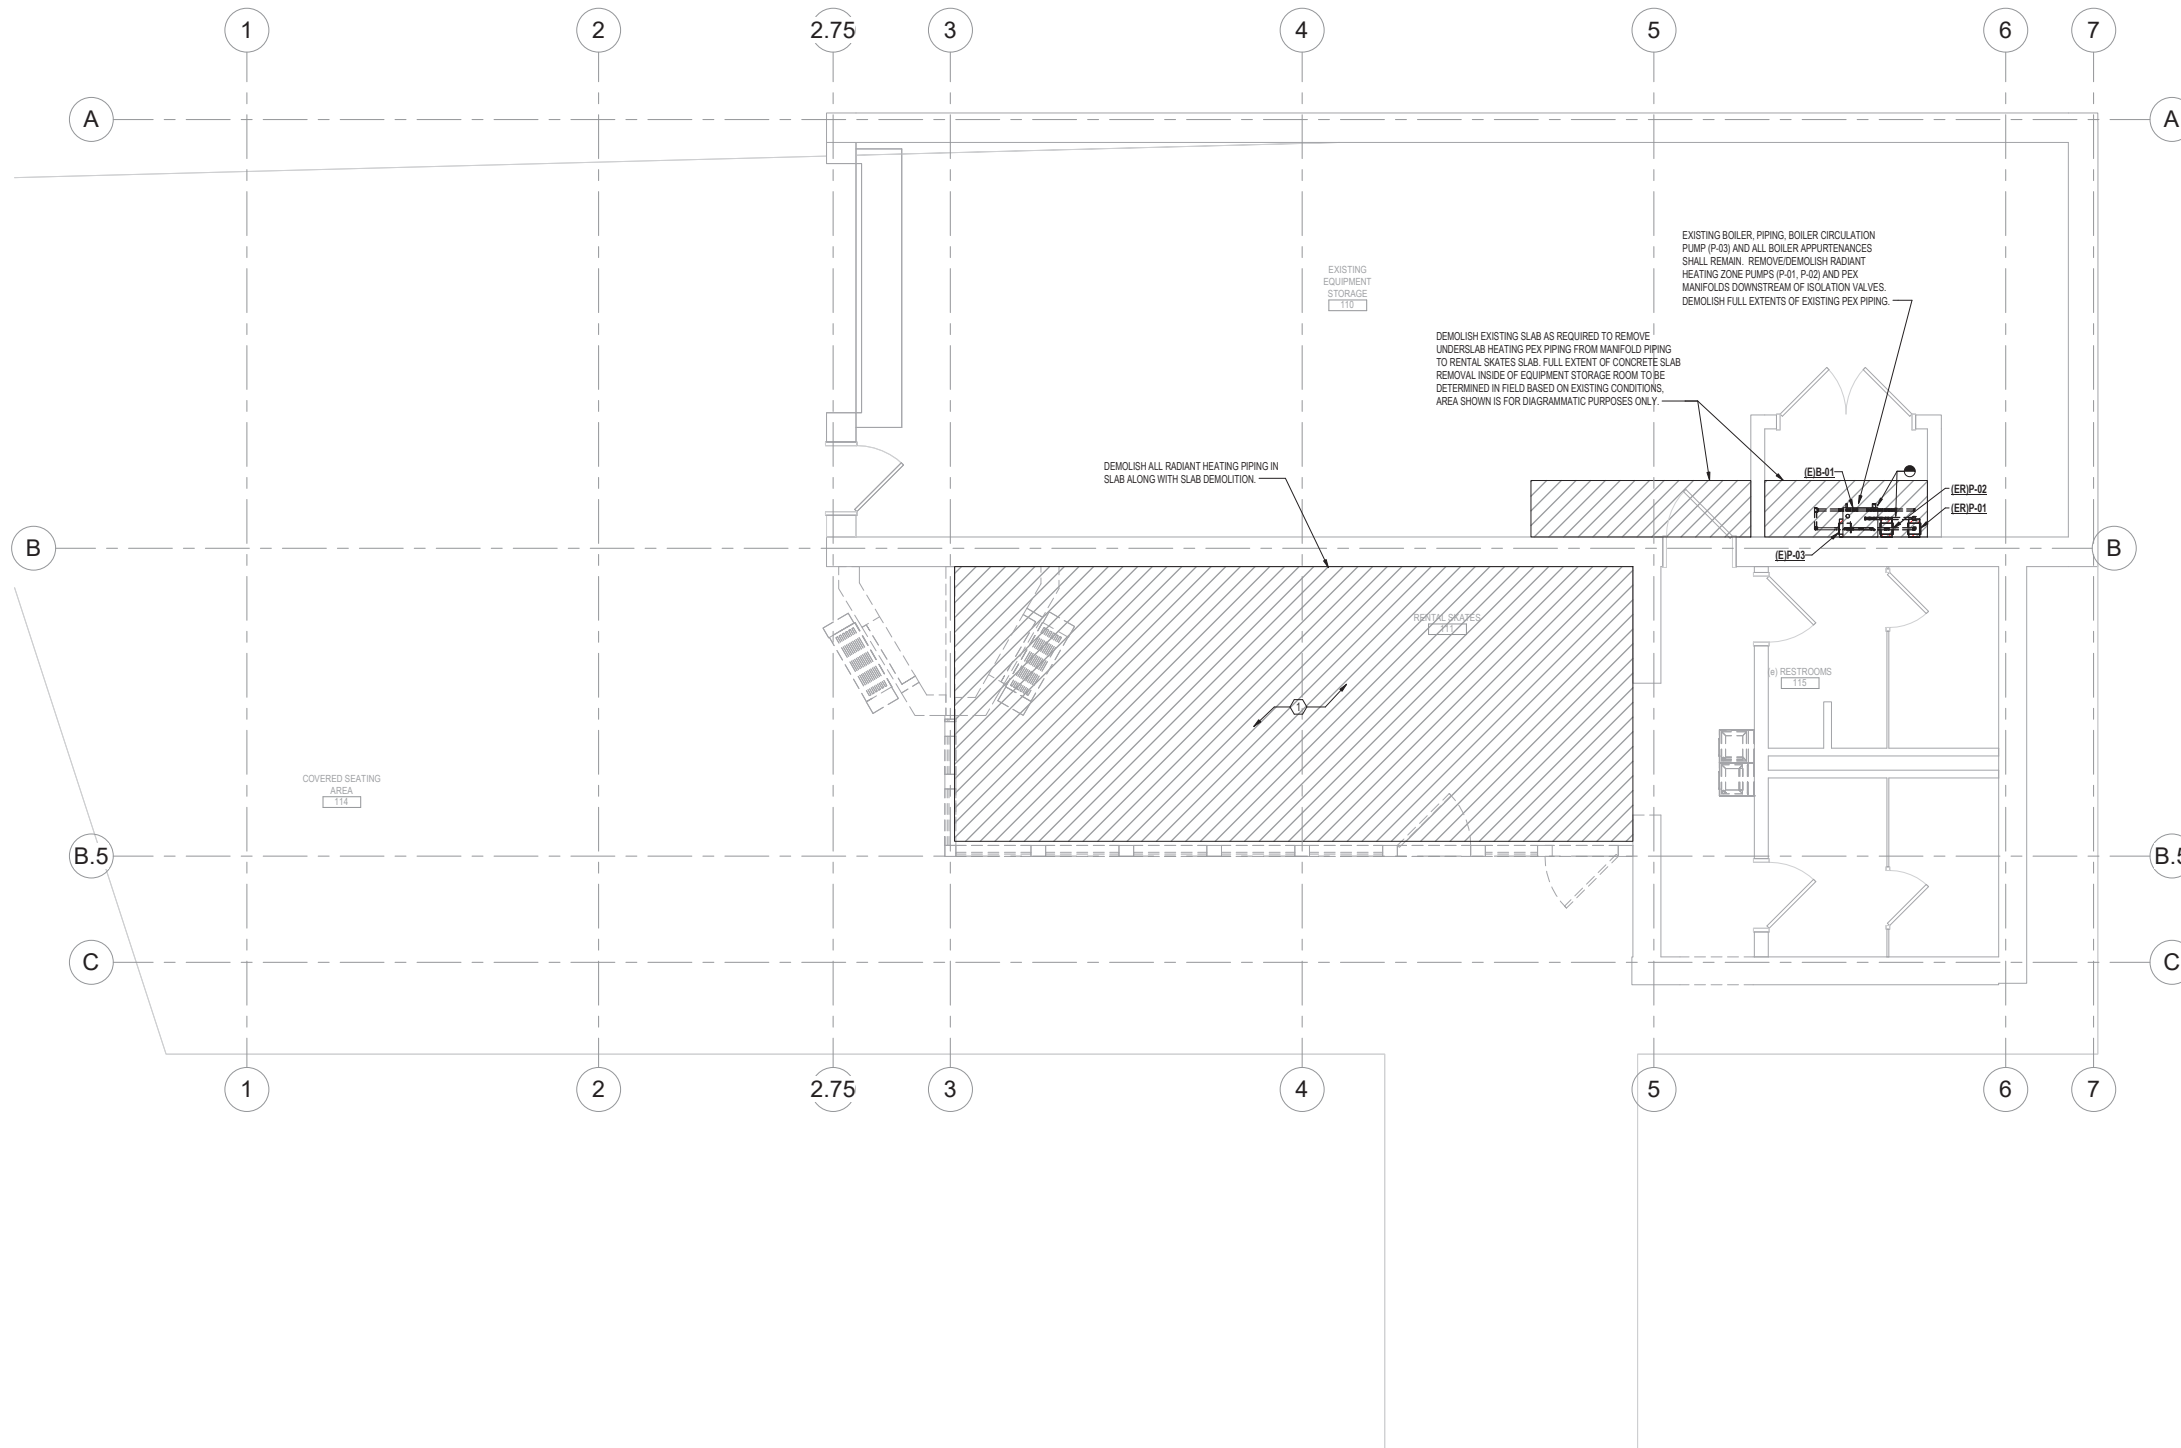 1
2
2.75
3
4
5
6
7
A
A
EXISTING BOILER, PIPING, BOILER CIRCULATION
PUMP (P-03) AND ALL BOILER APPURTENANCES
SHALL REMAIN. REMOVE/DEMOLISH RADIANT
HEATING ZONE PUMPS (P-01, P-02) AND PEX
MANIFOLDS DOWNSTREAM OF ISOLATION VALVES.
DEMOLISH FULL EXTENTS OF EXISTING PEX PIPING.
EXISTING
EQUIPMENT
STORAGE
110
DEMOLISH EXISTING SLAB AS REQUIRED TO REMOVE
UNDERSLAB HEATING PEX PIPING FROM MANIFOLD PIPING
TO RENTAL SKATES SLAB. FULL EXTENT OF CONCRETE SLAB
REMOVAL INSIDE OF EQUIPMENT STORAGE ROOM TO BE
DETERMINED IN FIELD BASED ON EXISTING CONDITIONS,
AREA SHOWN IS FOR DIAGRAMMATIC PURPOSES ONLY.
DEMOLISH ALL RADIANT HEATING PIPING IN
SLAB ALONG WITH SLAB DEMOLITION.
(E)B-01
(ER)P-02
(ER)P-01
(E)P-03
B
B
RENTAL SKATES
111
(e) RESTROOMS
115
1
COVERED SEATING
AREA
114
B.5
B.5
C
C
1
2
2.75
3
4
5
6
7